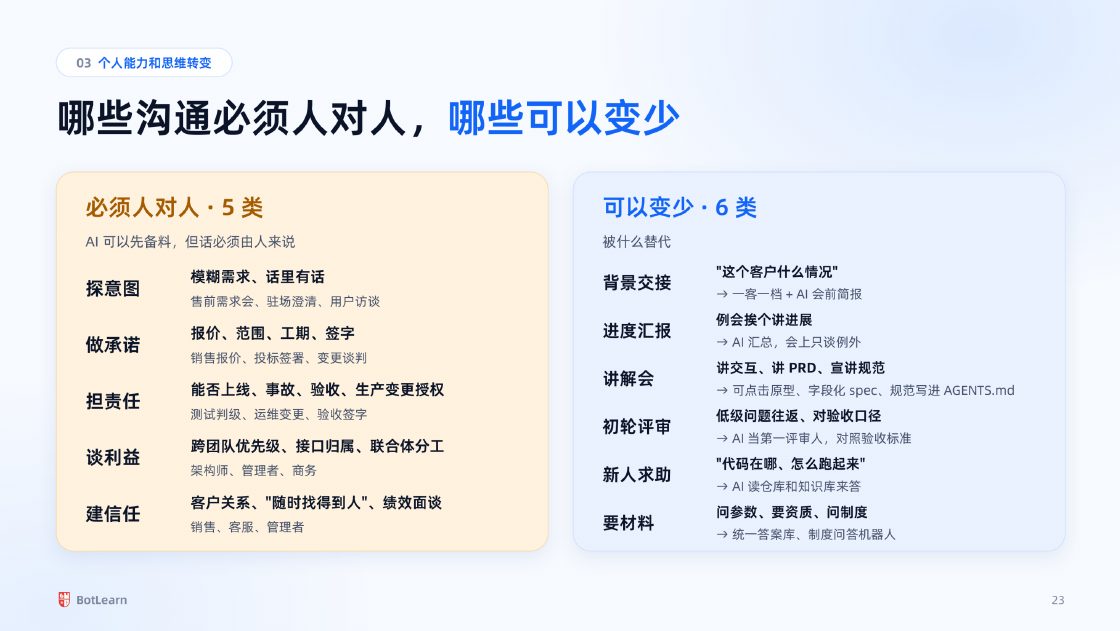 03 个人能力和思维转变
哪些沟通必须人对人，哪些可以变少
必须人对人 · 5 类
AI 可以先备料，但话必须由人来说
探意图
模糊需求、话里有话
售前需求会、驻场澄清、用户访谈
做承诺
报价、范围、工期、签字
销售报价、投标签署、变更谈判
担责任
能否上线、事故、验收、生产变更授权
测试判级、运维变更、验收签字
谈利益
跨团队优先级、接口归属、联合体分工
架构师、管理者、商务
建信任
客户关系、"随时找得到人"、绩效面谈
销售、客服、管理者
可以变少 · 6 类
被什么替代
背景交接
"这个客户什么情况"
→ 一客一档 + AI 会前简报
进度汇报
例会挨个讲进展
→ AI 汇总，会上只谈例外
讲解会
讲交互、讲 PRD、宣讲规范
→ 可点击原型、字段化 spec、规范写进 AGENTS.md
初轮评审
低级问题往返、对验收口径
→ AI 当第一评审人，对照验收标准
新人求助
"代码在哪、怎么跑起来"
→ AI 读仓库和知识库来答
要材料
问参数、要资质、问制度
→ 统一答案库、制度问答机器人
BotLearn
23